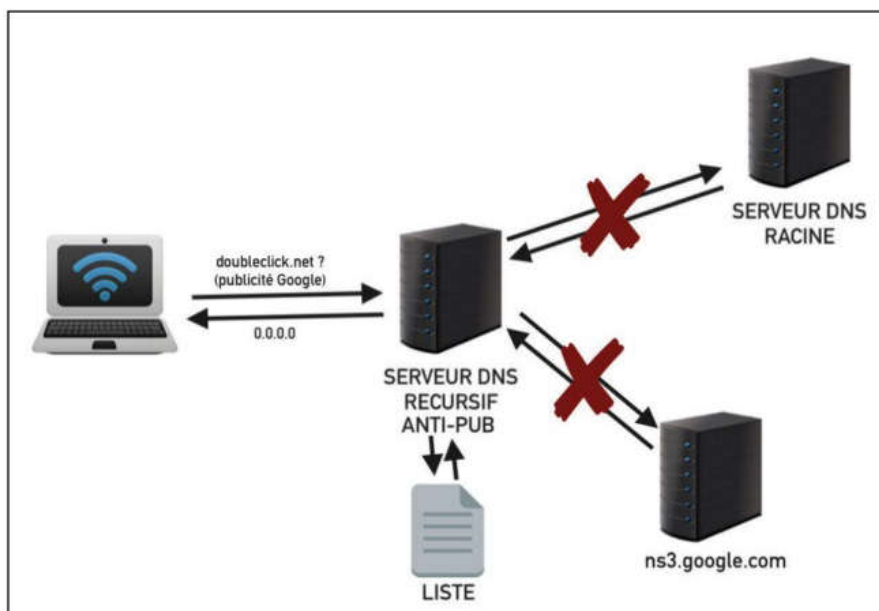 doubleclick.net ?
(publicité Google)
0.0.0.0
SERVEUR DNS
RECURSIF
ANTI-PUB
LISTE
SERVEUR DNS
RACINE
ns3.google.com